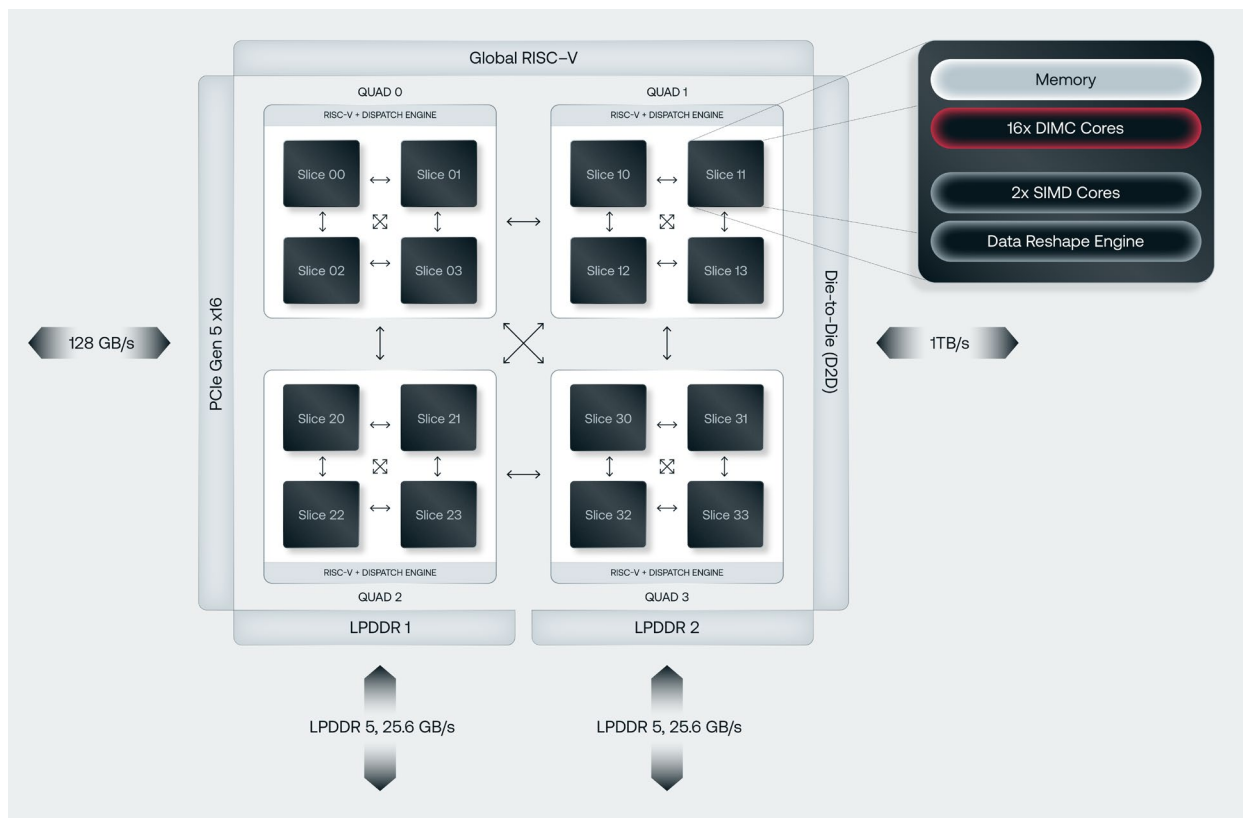 Global RISC–V
QUAD 0
QUAD 1
RISC-V + DISPATCH ENGINE
RISC-V + DISPATCH ENGINE
Slice 00
Slice 01
Slice 10
Slice 11
Slice 02
Slice 03
Slice 12
Slice 13
Memory
16x DIMC Cores
2x SIMD Cores
Data Reshape Engine
128 GB/s
PCIe Gen 5 x16
Die-to-Die (D2D)
1TB/s
Slice 20
Slice 21
Slice 30
Slice 31
Slice 22
Slice 23
Slice 32
Slice 33
RISC-V + DISPATCH ENGINE
RISC-V + DISPATCH ENGINE
QUAD 2
QUAD 3
LPDDR 1
LPDDR 2
LPDDR 5, 25.6 GB/s
LPDDR 5, 25.6 GB/s